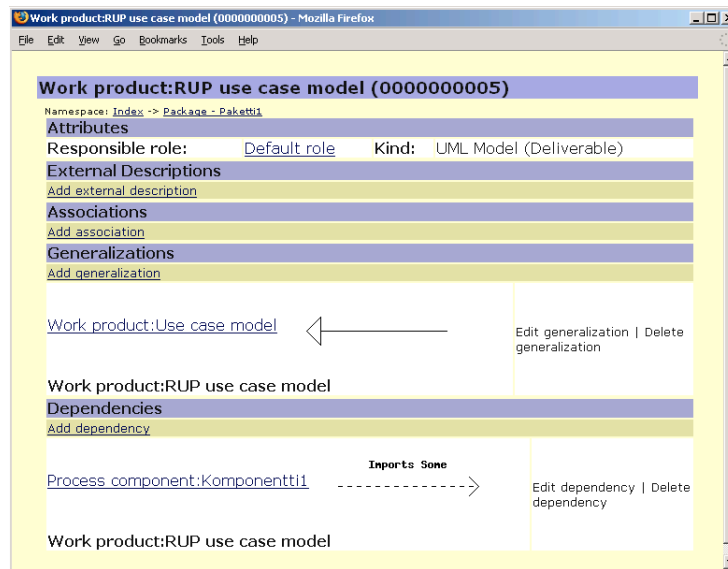 Work product:RUP use case model (0000000005) - Mozilla Firefox
File Edit View Go Bookmarks Tools Help
Work product:RUP use case model (0000000005)
Namespace: Index -> Package - Paketti1
Attributes
Responsible role: Default role Kind: UML Model (Deliverable)
External Descriptions
Add external description
Associations
Add association
Generalizations
Add generalization
Work product:Use case model
Edit generalization | Delete
generalization
Work product:RUP use case model
Dependencies
Add dependency
Imports Some
Process component:Komponentti1
Edit dependency | Delete
dependency
Work product:RUP use case model